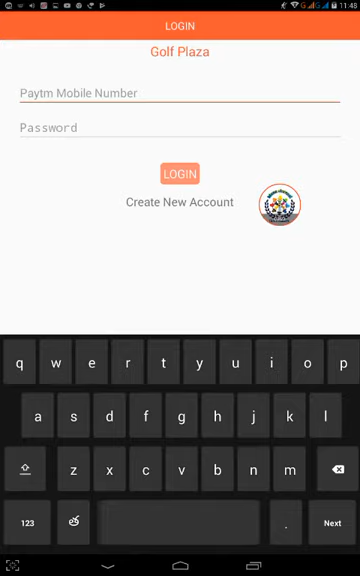 11:48
LOGIN
Golf Plaza
Paytm Mobile Number
Password
LOGIN
Create New Account
q w e r t y u i o p
a s d f g h j k l
z x c v b n m
123 . Next